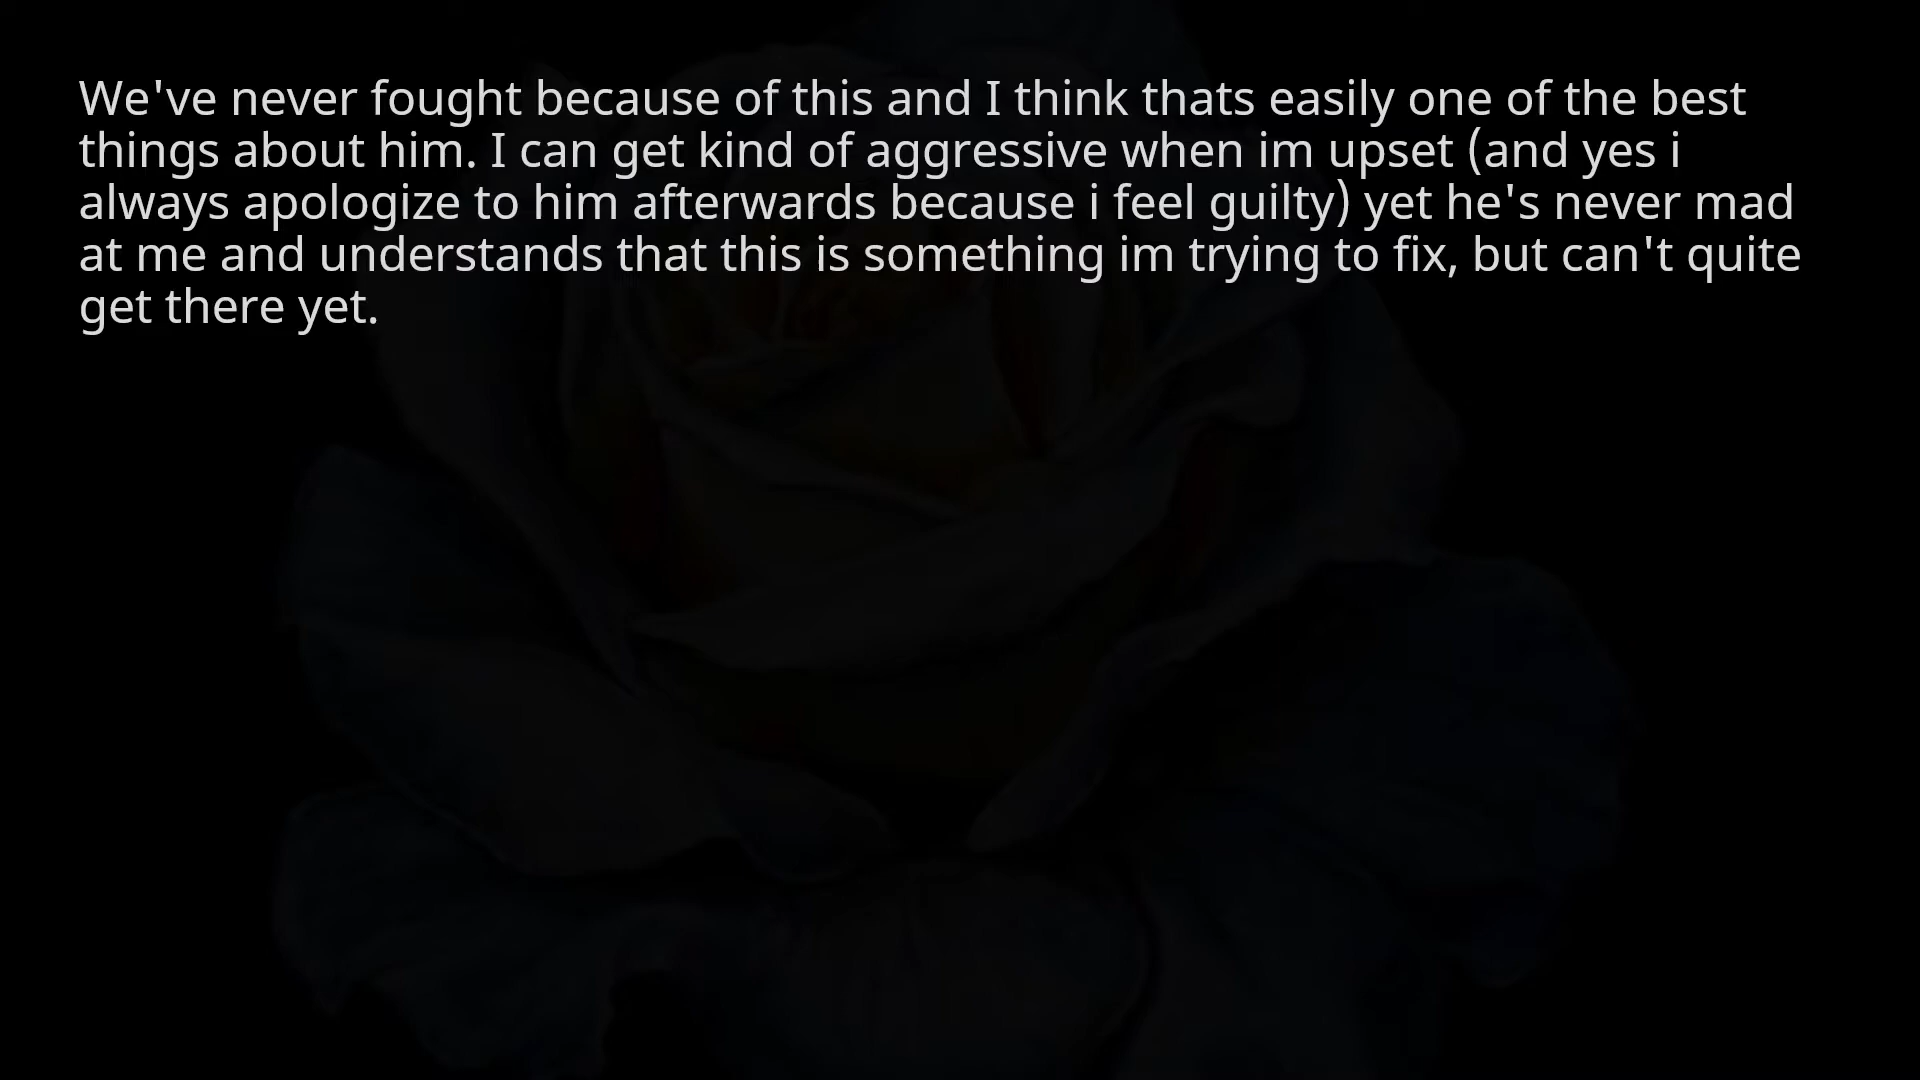 We've never fought because of this and I think thats easily one of the best
things about him. I can get kind of aggressive when im upset (and yes i
always apologize to him afterwards because i feel guilty) yet he's never mad
at me and understands that this is something im trying to fix, but can't quite
get there yet.